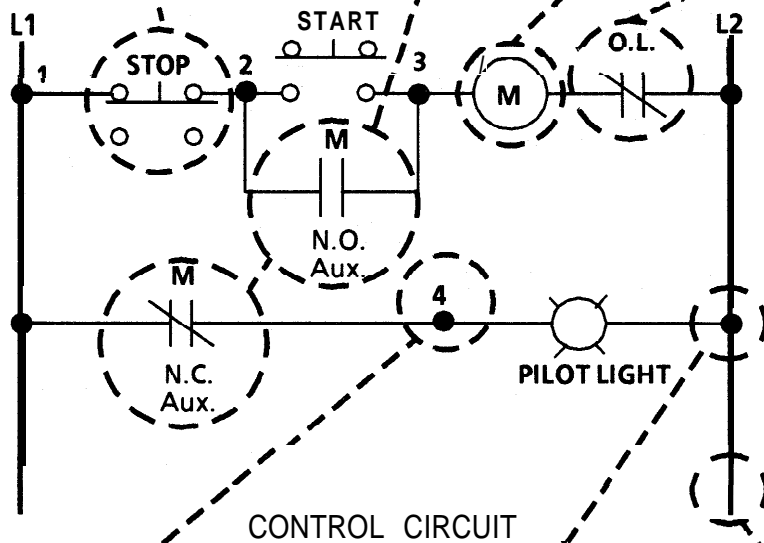 START
L1
O.L.
L2
1
STOP
2
3
M
M
N.O.
Aux.
M
4
N.C.
Aux.
PILOT LIGHT
CONTROL CIRCUIT